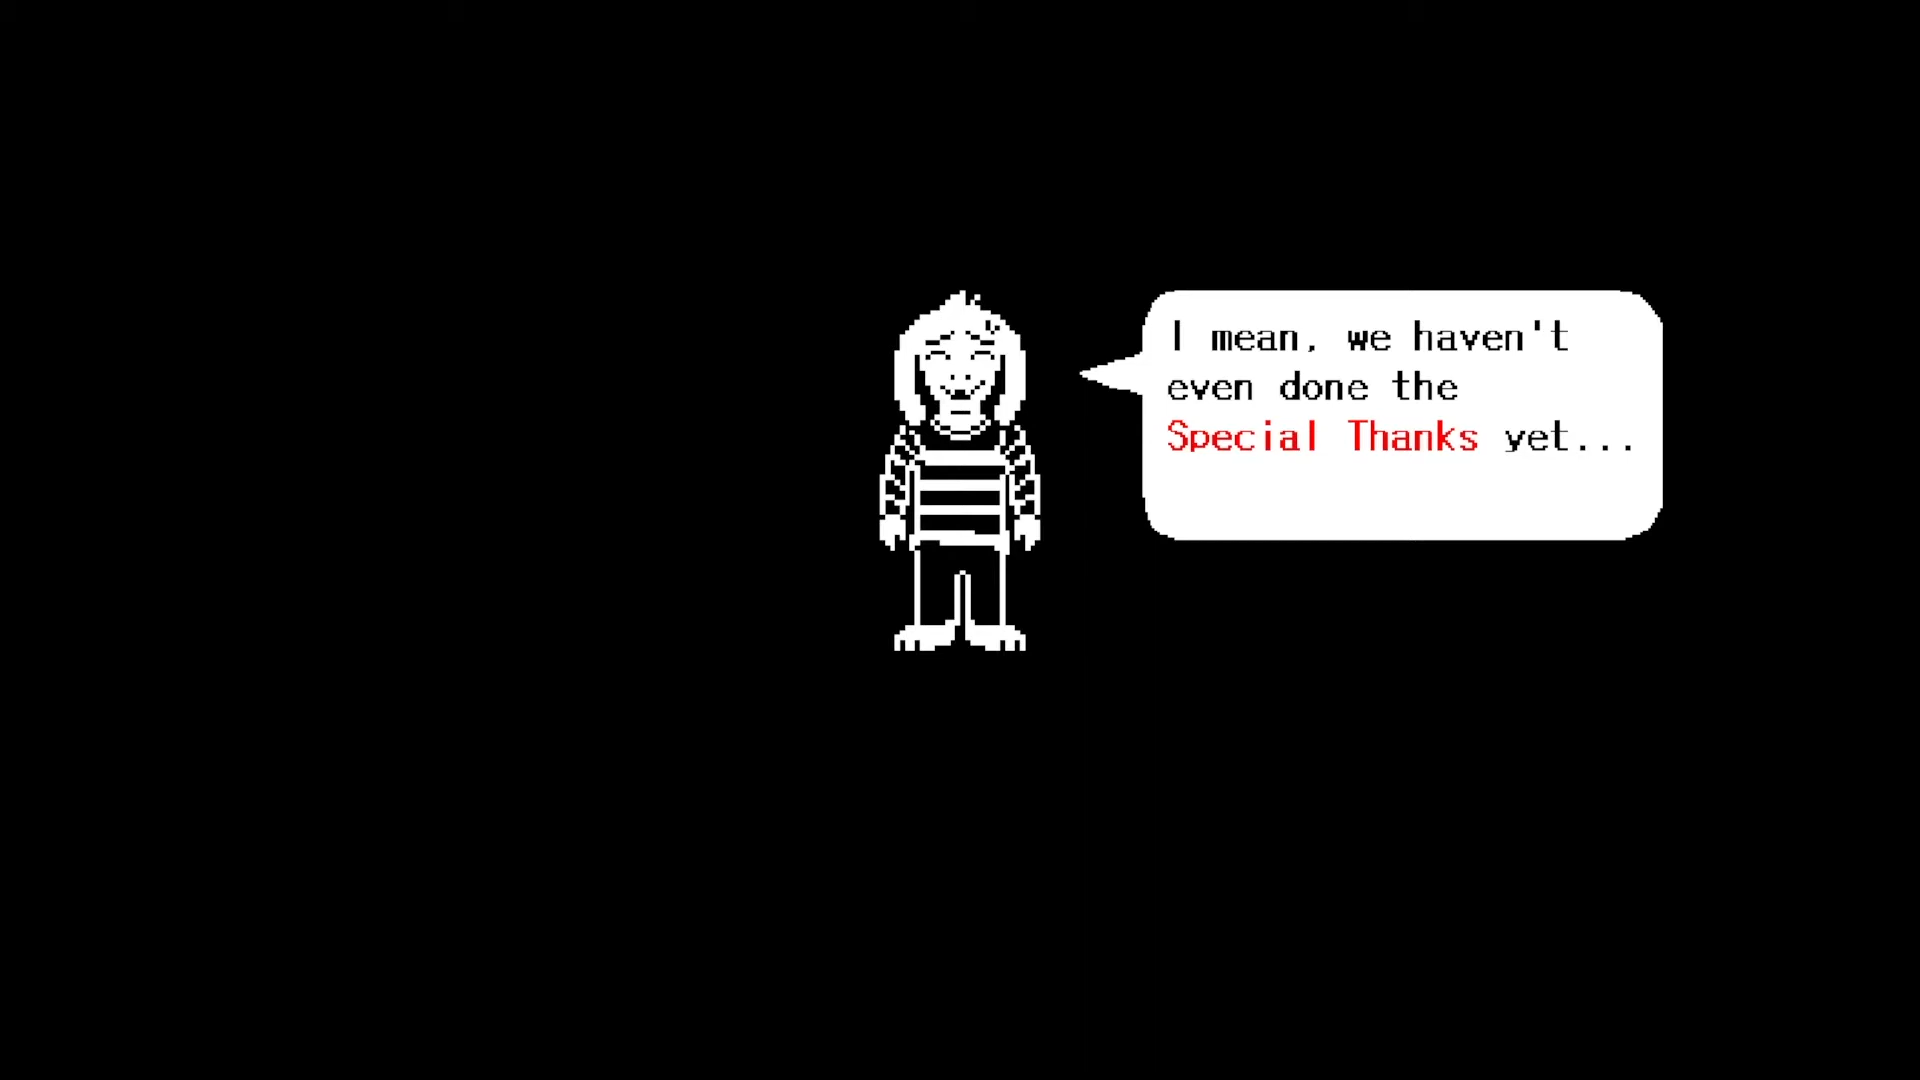 I mean, we haven't
even done the
Special Thanks yet...